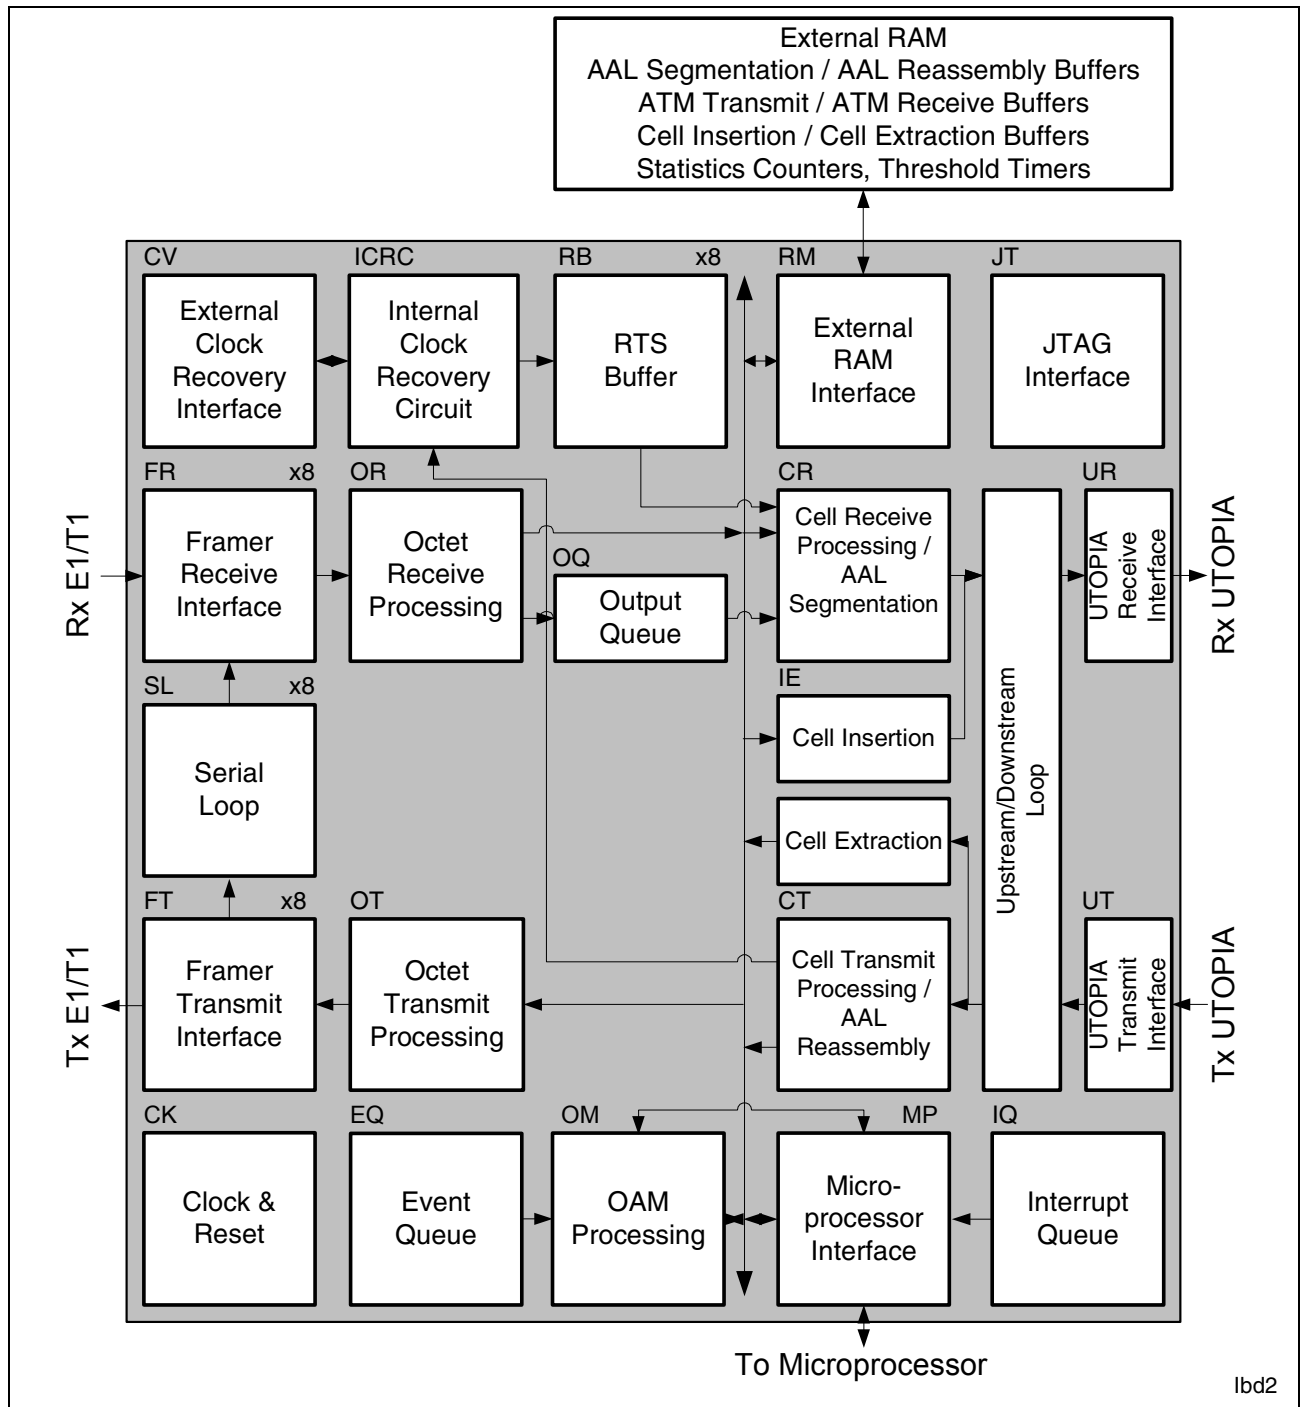 External RAM
AAL Segmentation / AAL Reassembly Buffers
ATM Transmit / ATM Receive Buffers
Cell Insertion / Cell Extraction Buffers
Statistics Counters, Threshold Timers
CV
ICRC
RB
x8
RM
JT
External
Clock
Recovery
Interface
Internal
Clock
Recovery
Circuit
RTS
Buffer
External
RAM
Interface
JTAG
Interface
FR
x8
OR
CR
UR
Rx E1/T1
Framer
Receive
Interface
Octet
Receive
Processing
OQ
Output
Queue
Cell Receive
Processing /
AAL
Segmentation
UTOPIA
Receive
Interface
Rx UTOPIA
SL
x8
IE
Serial
Loop
Cell Insertion
Cell Extraction
Upstream/Downstream
Loop
FT
x8
OT
CT
UT
Tx E1/T1
Framer
Transmit
Interface
Octet
Transmit
Processing
Cell Transmit
Processing /
AAL
Reassembly
UTOPIA
Transmit
Interface
Tx UTOPIA
CK
EQ
OM
MP
IQ
Clock &
Reset
Event
Queue
OAM
Processing
Micro-
processor
Interface
Interrupt
Queue
To Microprocessor
Ibd2